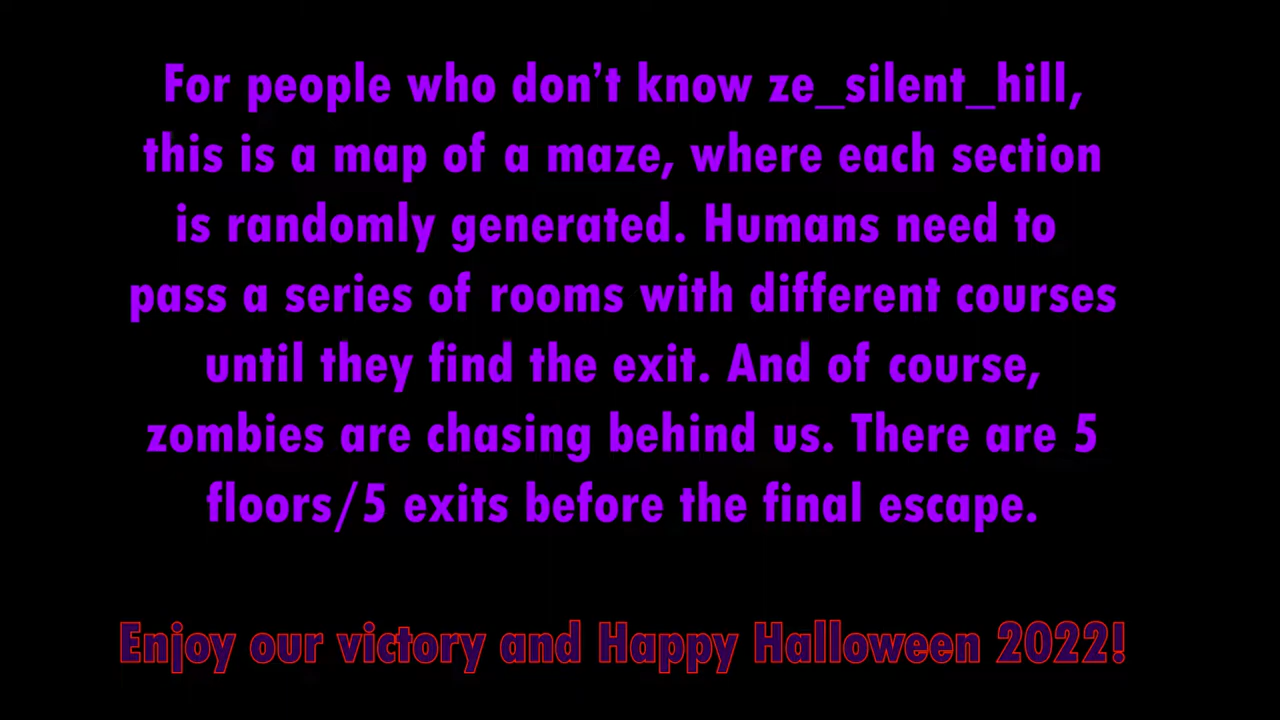 For people who don’t know ze_silent_hill,
this is a map of a maze, where each section
is randomly generated. Humans need to
pass a series of rooms with different courses
until they find the exit. And of course,
zombies are chasing behind us. There are 5
floors/5 exits before the final escape.
Enjoy our victory and Happy Halloween 2022!